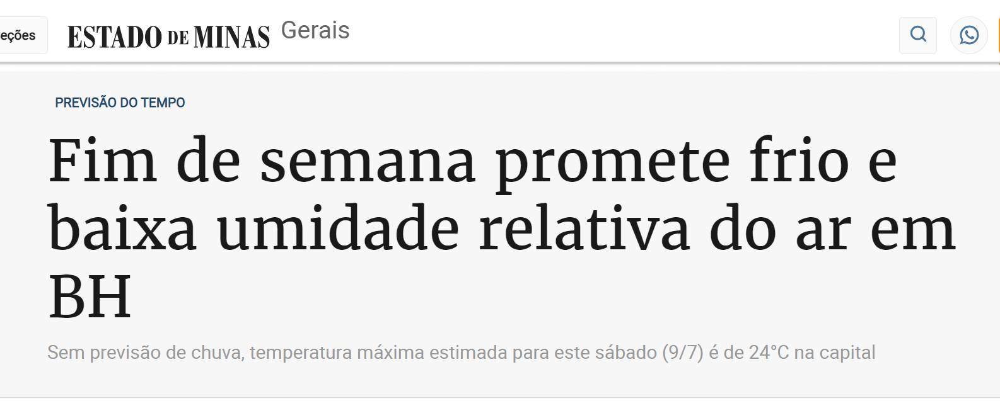 eções
ESTADO DE MINAS Gerais
PREVISÃO DO TEMPO
Fim de semana promete frio e
baixa umidade relativa do ar em
BH
Sem previsão de chuva, temperatura máxima estimada para este sábado (9/7) é de 24°C na capital